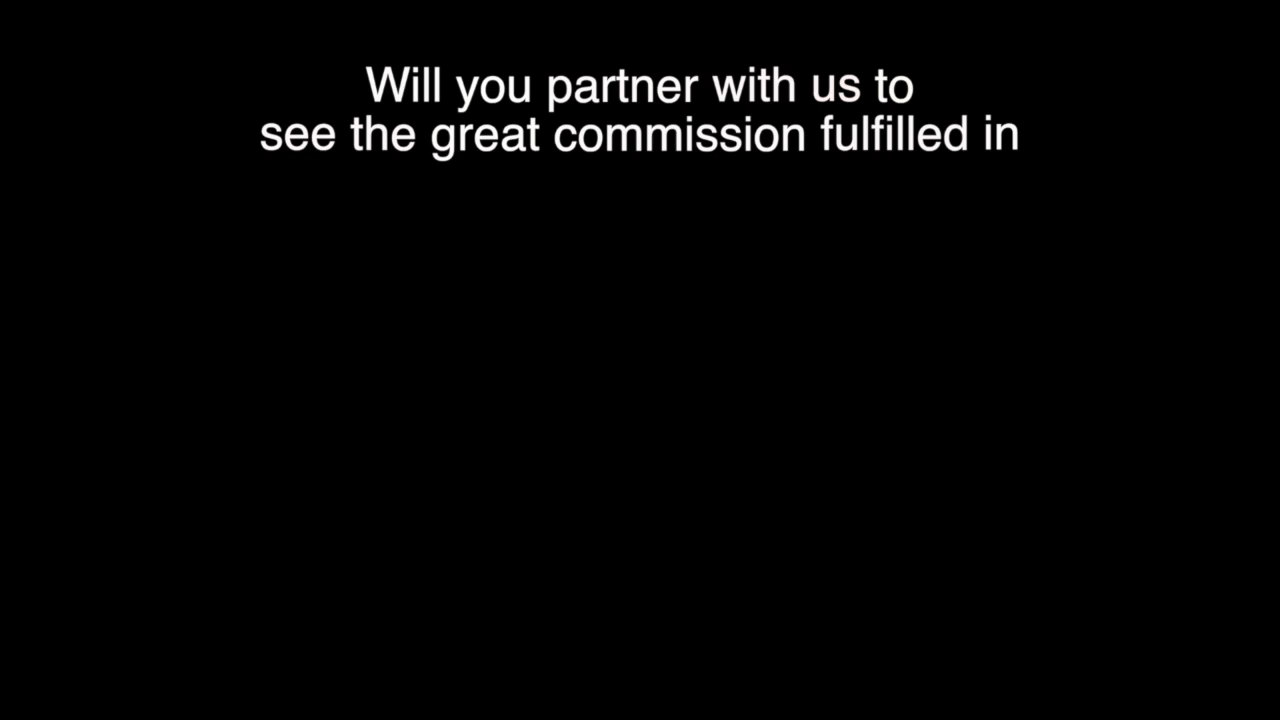 Will you partner with us to
see the great commission fulfilled in